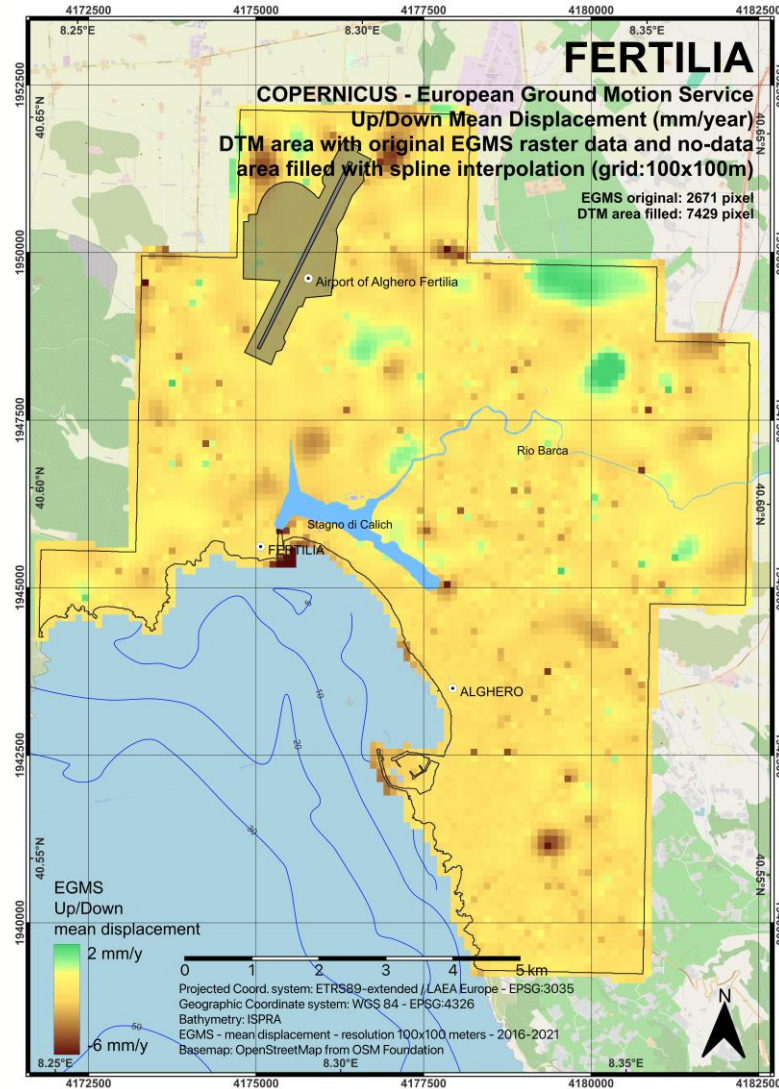 4172500 4175000 4177500 4180000 4182500
8.25°E 8.30°E 8.35°E
FERTILIA
COPERNICUS - European Ground Motion Service
Up/Down Mean Displacement (mm/year)
DTM area with original EGMS raster data and no-data
area filled with spline interpolation (grid:100x100m)
EGMS original: 2671 pixel
DTM area filled: 7429 pixel
1952500
40.65°N
40.65°N
1950000
Airport of Alghero Fertilia
1947500
Rio Barca
40.60°N
40.60°N
Stagno di Calich
FERTILIA
1945000
5
10
ALGHERO
20
1942500
30
40.55°N
40.55°N
EGMS
Up/Down
mean displacement
1940000
2 mm/y
-6 mm/y
0 1 2 3 4 5 km
Projected Coord. system: ETRS89-extended / LAEA Europe - EPSG:3035
Geographic Coordinate system: WGS 84 - EPSG:4326
Bathymetry: ISPRA
EGMS - mean displacement - resolution 100x100 meters - 2016-2021
Basemap: OpenStreetMap from OSM Foundation
N
50
8.25°E 8.30°E 8.35°E
4172500 4175000 4177500 4180000 4182500